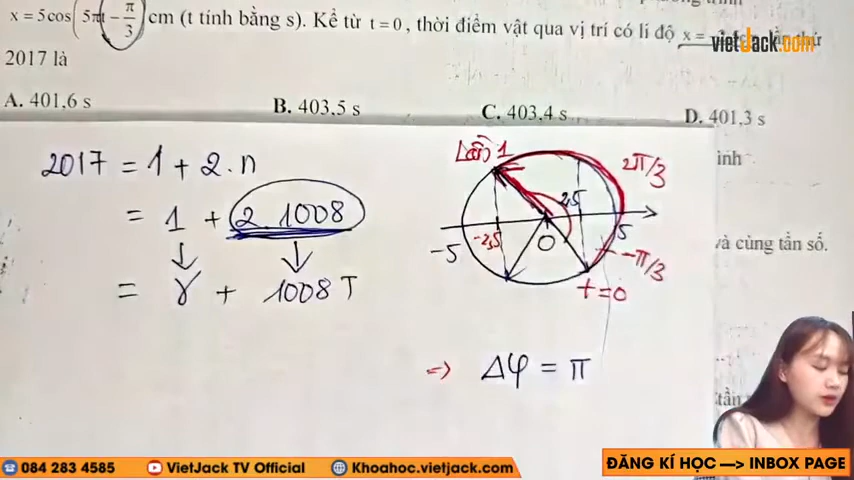 x = 5cos(5πt − π/3) cm (t tính bằng s). Kể từ t = 0, thời điểm vật qua vị trí có li độ x =
vietJack.com
2017 là
A. 401,6 s B. 403,5 s C. 403,4 s D. 401,3 s
2017 = 1 + 2.n
= 1 + 2.1008
= γ + 1008 T
Lần 1
2π/3
2,5
-2,5
-5
O
5
-π/3
t=0
=> Δφ = π
và cùng tần số.
084 283 4585 VietJack TV Official Khoahoc.vietjack.com
ĐĂNG KÍ HỌC —> INBOX PAGE